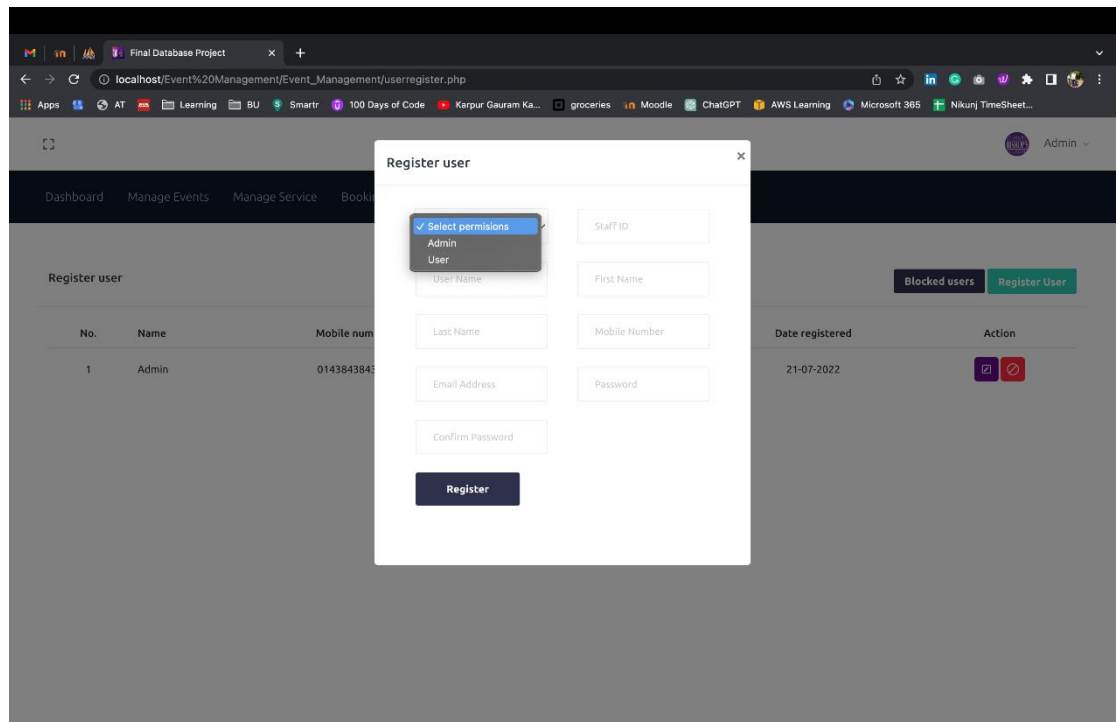 Final Database Project
localhost/Event%20Management/Event_Management/userregister.php
Apps AT Learning BU Smartr 100 Days of Code Karpur Gauram Ka... groceries Moodle ChatGPT AWS Learning Microsoft 365 Nikunj TimeSheet...
Admin
Dashboard Manage Events Manage Service
Register user
Select permisions
Admin
User
Staff ID
User Name First Name
Last Name Mobile Number
Email Address Password
Confirm Password
Register
Register user Blocked users Register User
No. Name Mobile num Date registered Action
1 Admin 014384384 21-07-2022